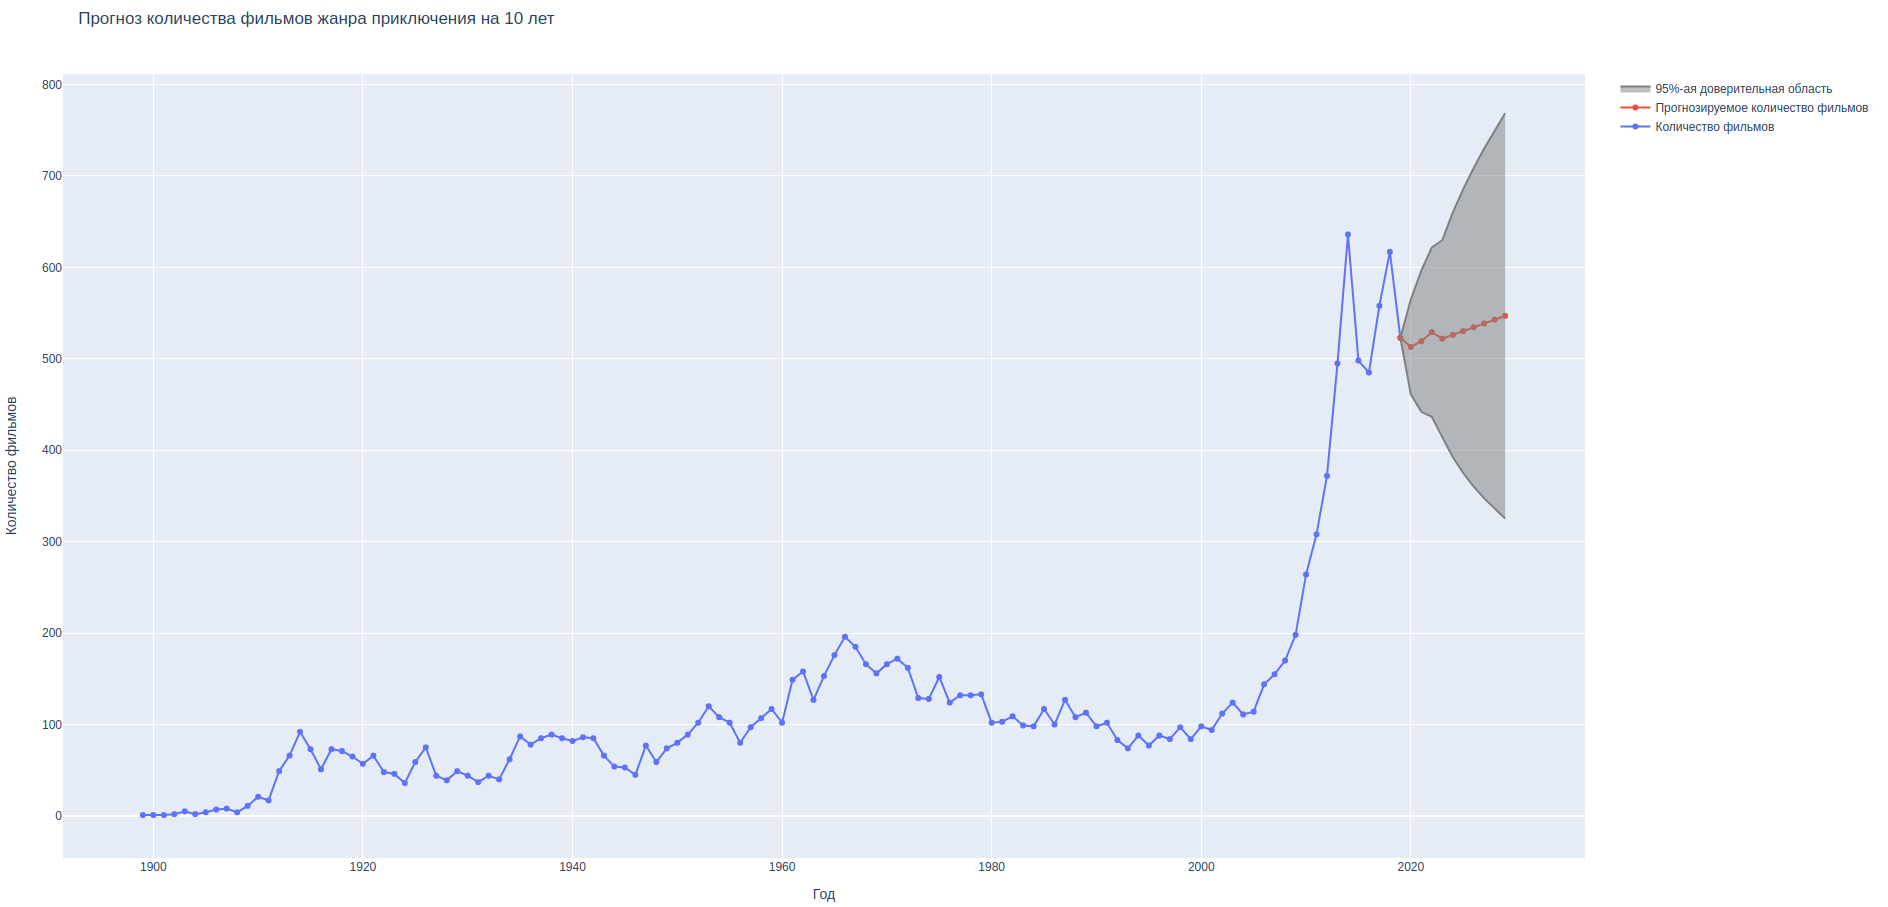 Прогноз количества фильмов жанра приключения на 10 лет
95%-ая доверительная область
Прогнозируемое количество фильмов
Количество фильмов
Количество фильмов
800
700
600
500
400
300
200
100
0
1900 1920 1940 1960 1980 2000 2020
Год